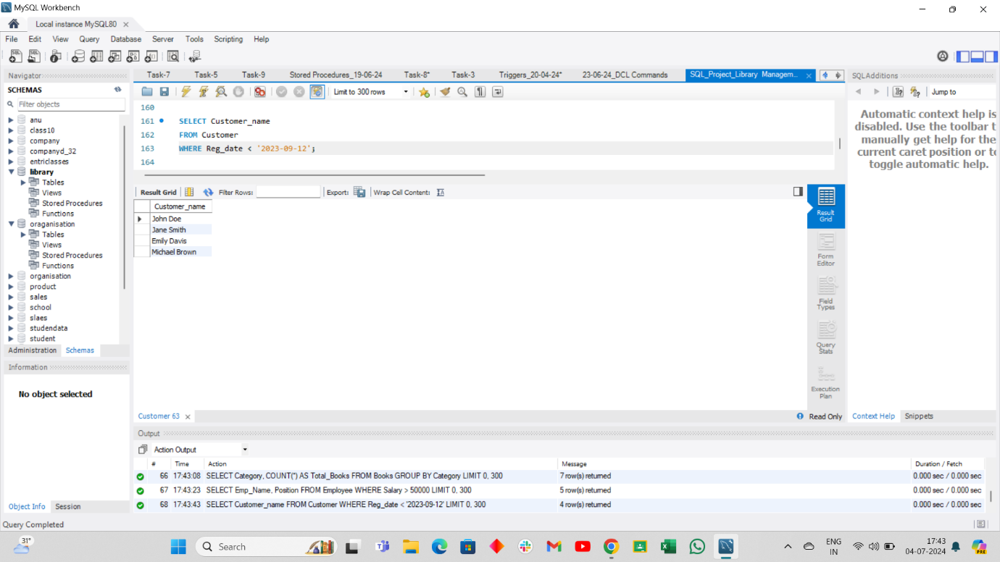 MySQL Workbench
Local instance MySQL80
File Edit View Query Database Server Tools Scripting Help
Navigator
SCHEMAS
Filter objects
anu
class10
company
companyd_32
entriclasses
library
Tables
Views
Stored Procedures
Functions
oraganisation
Tables
Views
Stored Procedures
Functions
organisation
product
sales
school
slaes
studendata
student
Administration Schemas
Information
No object selected
Object Info Session
Query Completed
Task-7 Task-5 Task-9 Stored Procedures_19-06-24 Task-8* Task-3 Triggers_20-04-24* 23-06-24_DCL Commands SQL_Project_Library Managem...
Limit to 300 rows
160
161 SELECT Customer_name
162 FROM Customer
163 WHERE Reg_date < '2023-09-12';
164
Result Grid Filter Rows: Export: Wrap Cell Content:
Customer_name
John Doe
Jane Smith
Emily Davis
Michael Brown
Result
Grid
Form
Editor
Field
Types
Query
Stats
Execution
Plan
Customer 63
Read Only
SQLAdditions
Jump to
Automatic context help is
disabled. Use the toolbar t
manually get help for the
current caret position or to
toggle automatic help.
Context Help Snippets
Output
Action Output
# Time Action Message Duration / Fetch
66 17:43:08 SELECT Category, COUNT(*) AS Total_Books FROM Books GROUP BY Category LIMIT 0, 300 7 row(s) returned 0.000 sec / 0.000 sec
67 17:43:23 SELECT Emp_Name, Position FROM Employee WHERE Salary > 50000 LIMIT 0, 300 5 row(s) returned 0.000 sec / 0.000 sec
68 17:43:43 SELECT Customer_name FROM Customer WHERE Reg_date < '2023-09-12' LIMIT 0, 300 4 row(s) returned 0.000 sec / 0.000 sec
31°
Search
ENG
IN
17:43
04-07-2024
PRE